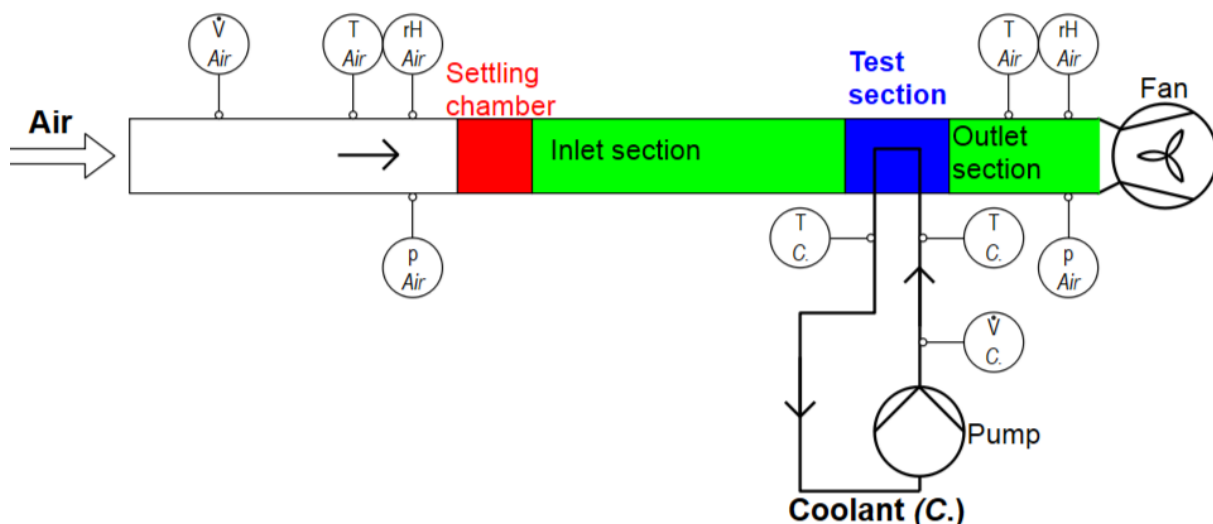 V̇
Air
T
Air
rH
Air
Settling
chamber
Test
section
T
Air
rH
Air
Fan
Air
Inlet section
Outlet
section
T
C.
T
C.
p
Air
p
Air
V̇
C.
Pump
Coolant (C.)